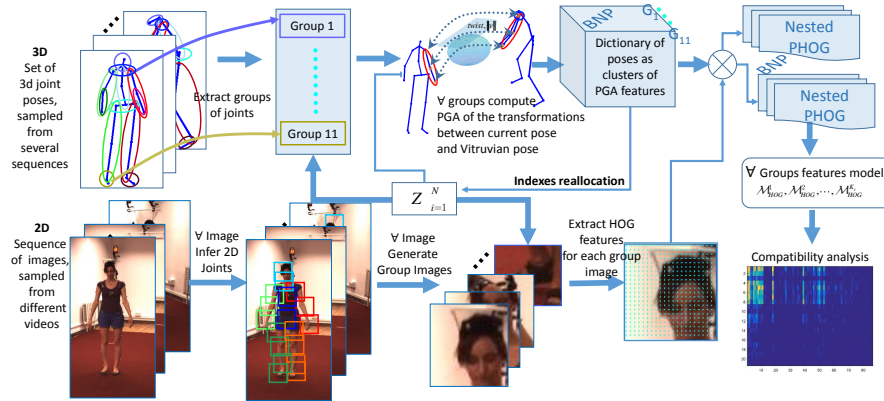 3D
Set of
3d joint
poses,
sampled
from
several
sequences
Extract groups
of joints
Group 1
Group 11
twist,
∀ groups compute
PGA of the transformations
between current pose
and Vitruvian pose
BNP
G1
G11
Dictionary
of poses as
clusters of
PGA features
Nested
PHOG
BNP
Nested
PHOG
Indexes reallocation
Z N i=1
∀ Groups features model
Compatibility analysis
2D
Sequence
of images,
sampled
from
different
videos
∀ Image
Infer 2D
Joints
∀ Image
Generate
Group Images
Extract HOG
features
for each group
image